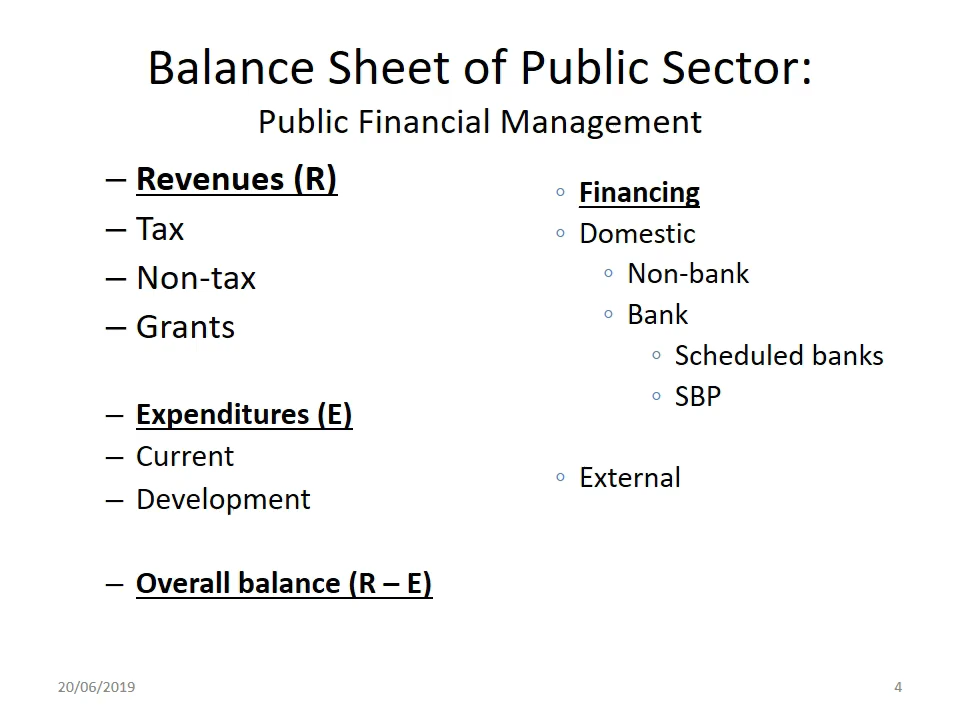 Balance Sheet of Public Sector:
Public Financial Management
– Revenues (R)
– Tax
– Non-tax
– Grants
– Expenditures (E)
– Current
– Development
– Overall balance (R – E)
◦ Financing
◦ Domestic
◦ Non-bank
◦ Bank
◦ Scheduled banks
◦ SBP
◦ External
20/06/2019
4